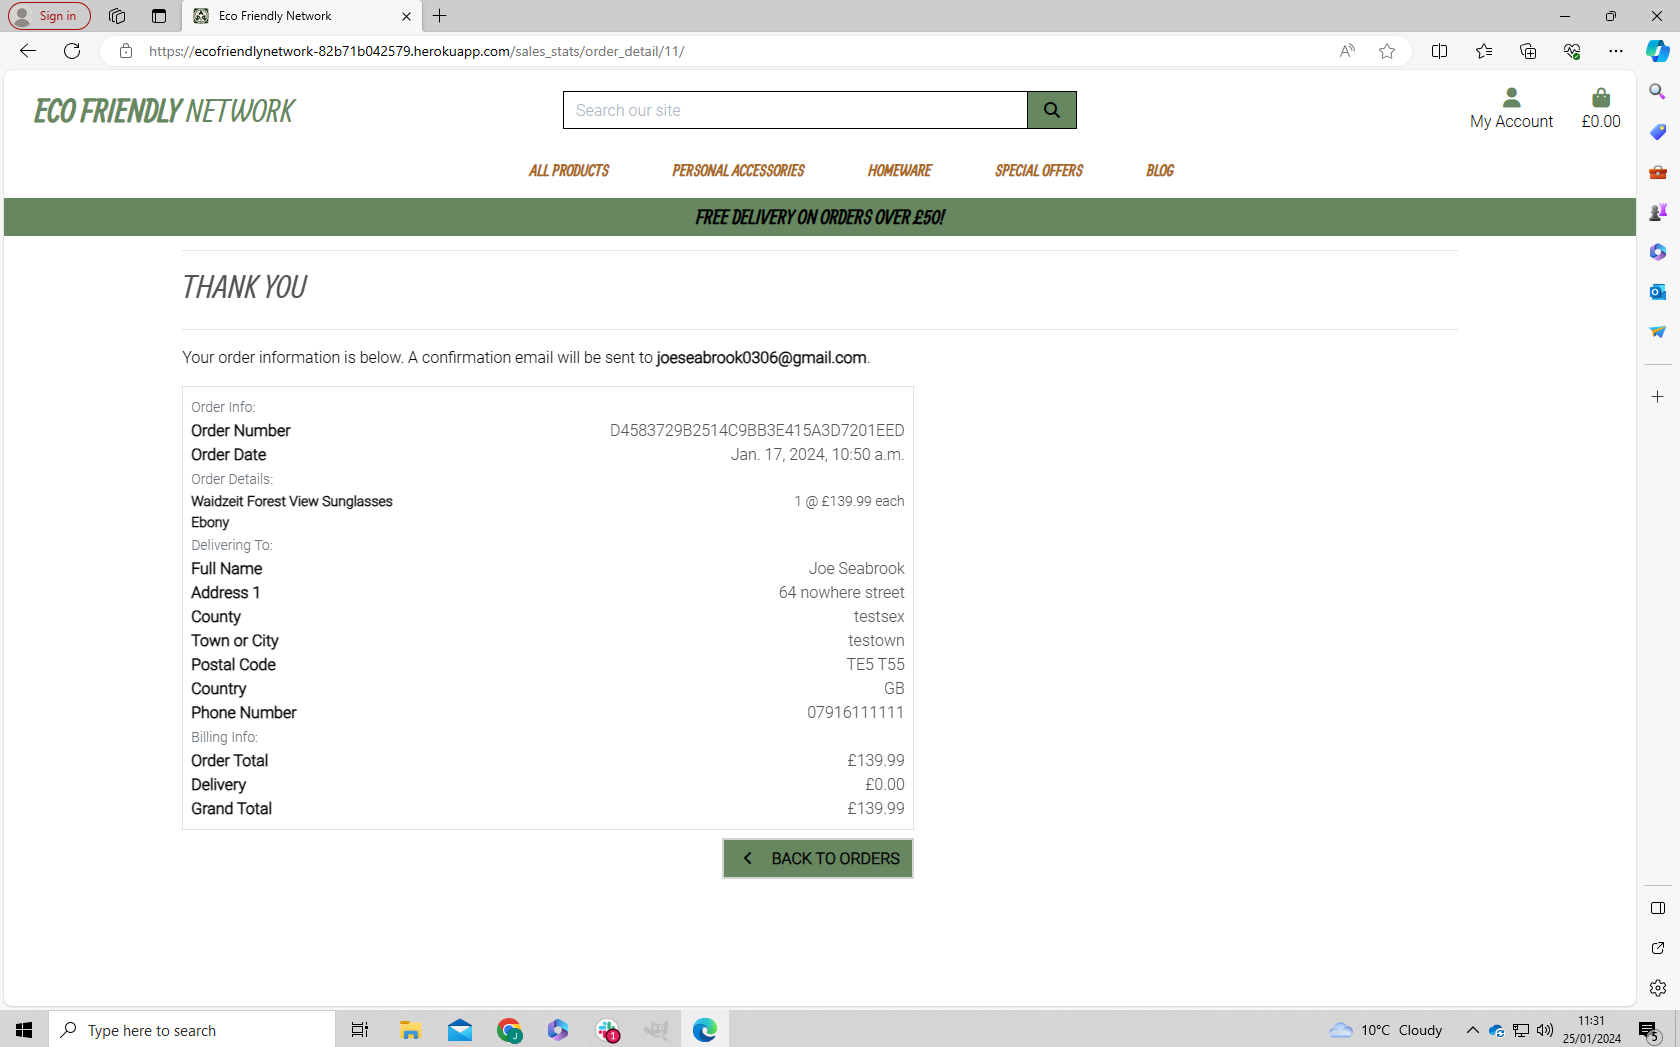 Sign in
Eco Friendly Network
https://ecofriendlynetwork-82b71b042579.herokuapp.com/sales_stats/order_detail/11/
ECO FRIENDLY NETWORK
Search our site
My Account
£0.00
ALL PRODUCTS
PERSONAL ACCESSORIES
HOMEWARE
SPECIAL OFFERS
BLOG
FREE DELIVERY ON ORDERS OVER £50!
THANK YOU
Your order information is below. A confirmation email will be sent to joeseabrook0306@gmail.com.
Order Info:
Order Number D4583729B2514C9BB3E415A3D7201EED
Order Date Jan. 17, 2024, 10:50 a.m.
Order Details:
Waidzeit Forest View Sunglasses 1 @ £139.99 each
Ebony
Delivering To:
Full Name Joe Seabrook
Address 1 64 nowhere street
County testsex
Town or City testown
Postal Code TE5 T55
Country GB
Phone Number 07916111111
Billing Info:
Order Total £139.99
Delivery £0.00
Grand Total £139.99
BACK TO ORDERS
Type here to search
J
1
10°C Cloudy
11:31
25/01/2024
5